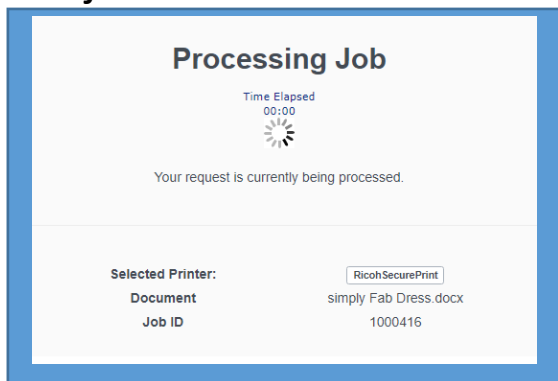 Processing Job
Time Elapsed
00:00
Your request is currently being processed.
Selected Printer: RicohSecurePrint
Document simply Fab Dress.docx
Job ID 1000416